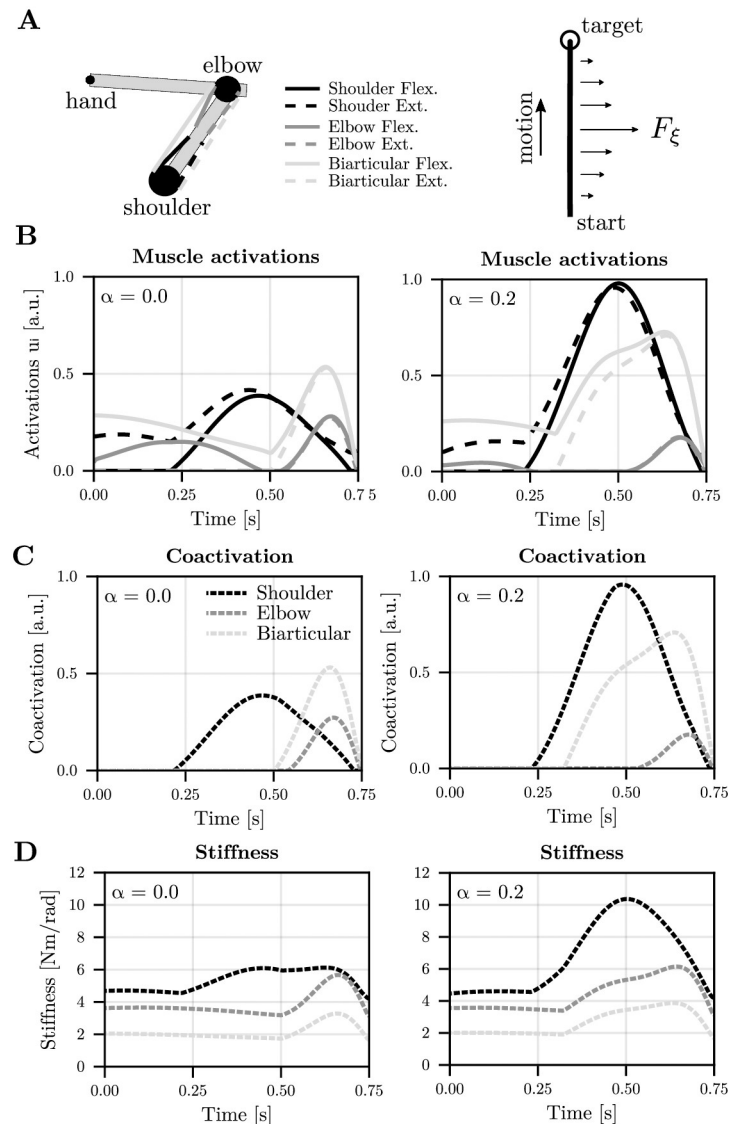 A
elbow
hand
shoulder
Shoulder Flex.
Shouder Ext.
Elbow Flex.
Elbow Ext.
Biarticular Flex.
Biarticular Ext.
target
motion
F_ξ
start
B
Muscle activations
α = 0.0
Activations uᵢ [a.u.]
1.0
0.5
0.0
0.00 0.25 0.50 0.75
Time [s]
Muscle activations
α = 0.2
1.0
0.5
0.0
0.00 0.25 0.50 0.75
Time [s]
C
Coactivation
α = 0.0
Shoulder
Elbow
Biarticular
Coactivation [a.u.]
1.0
0.5
0.0
0.00 0.25 0.50 0.75
Time [s]
Coactivation
α = 0.2
Coactivation [a.u.]
1.0
0.5
0.0
0.00 0.25 0.50 0.75
Time [s]
D
Stiffness
α = 0.0
Stiffness [Nm/rad]
12
10
8
6
4
2
0
0.00 0.25 0.50 0.75
Time [s]
Stiffness
α = 0.2
12
10
8
6
4
2
0
0.00 0.25 0.50 0.75
Time [s]